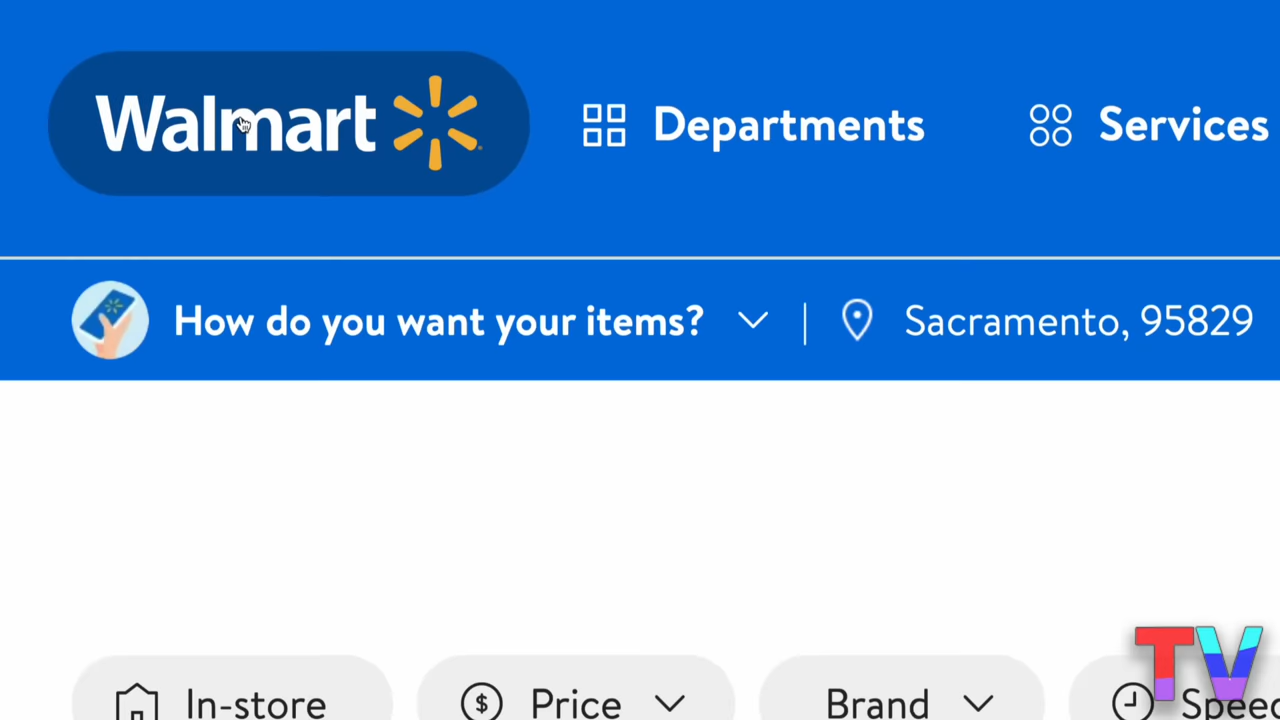 Walmart Departments Services
How do you want your items? Sacramento, 95829
In-store Price Brand
TV